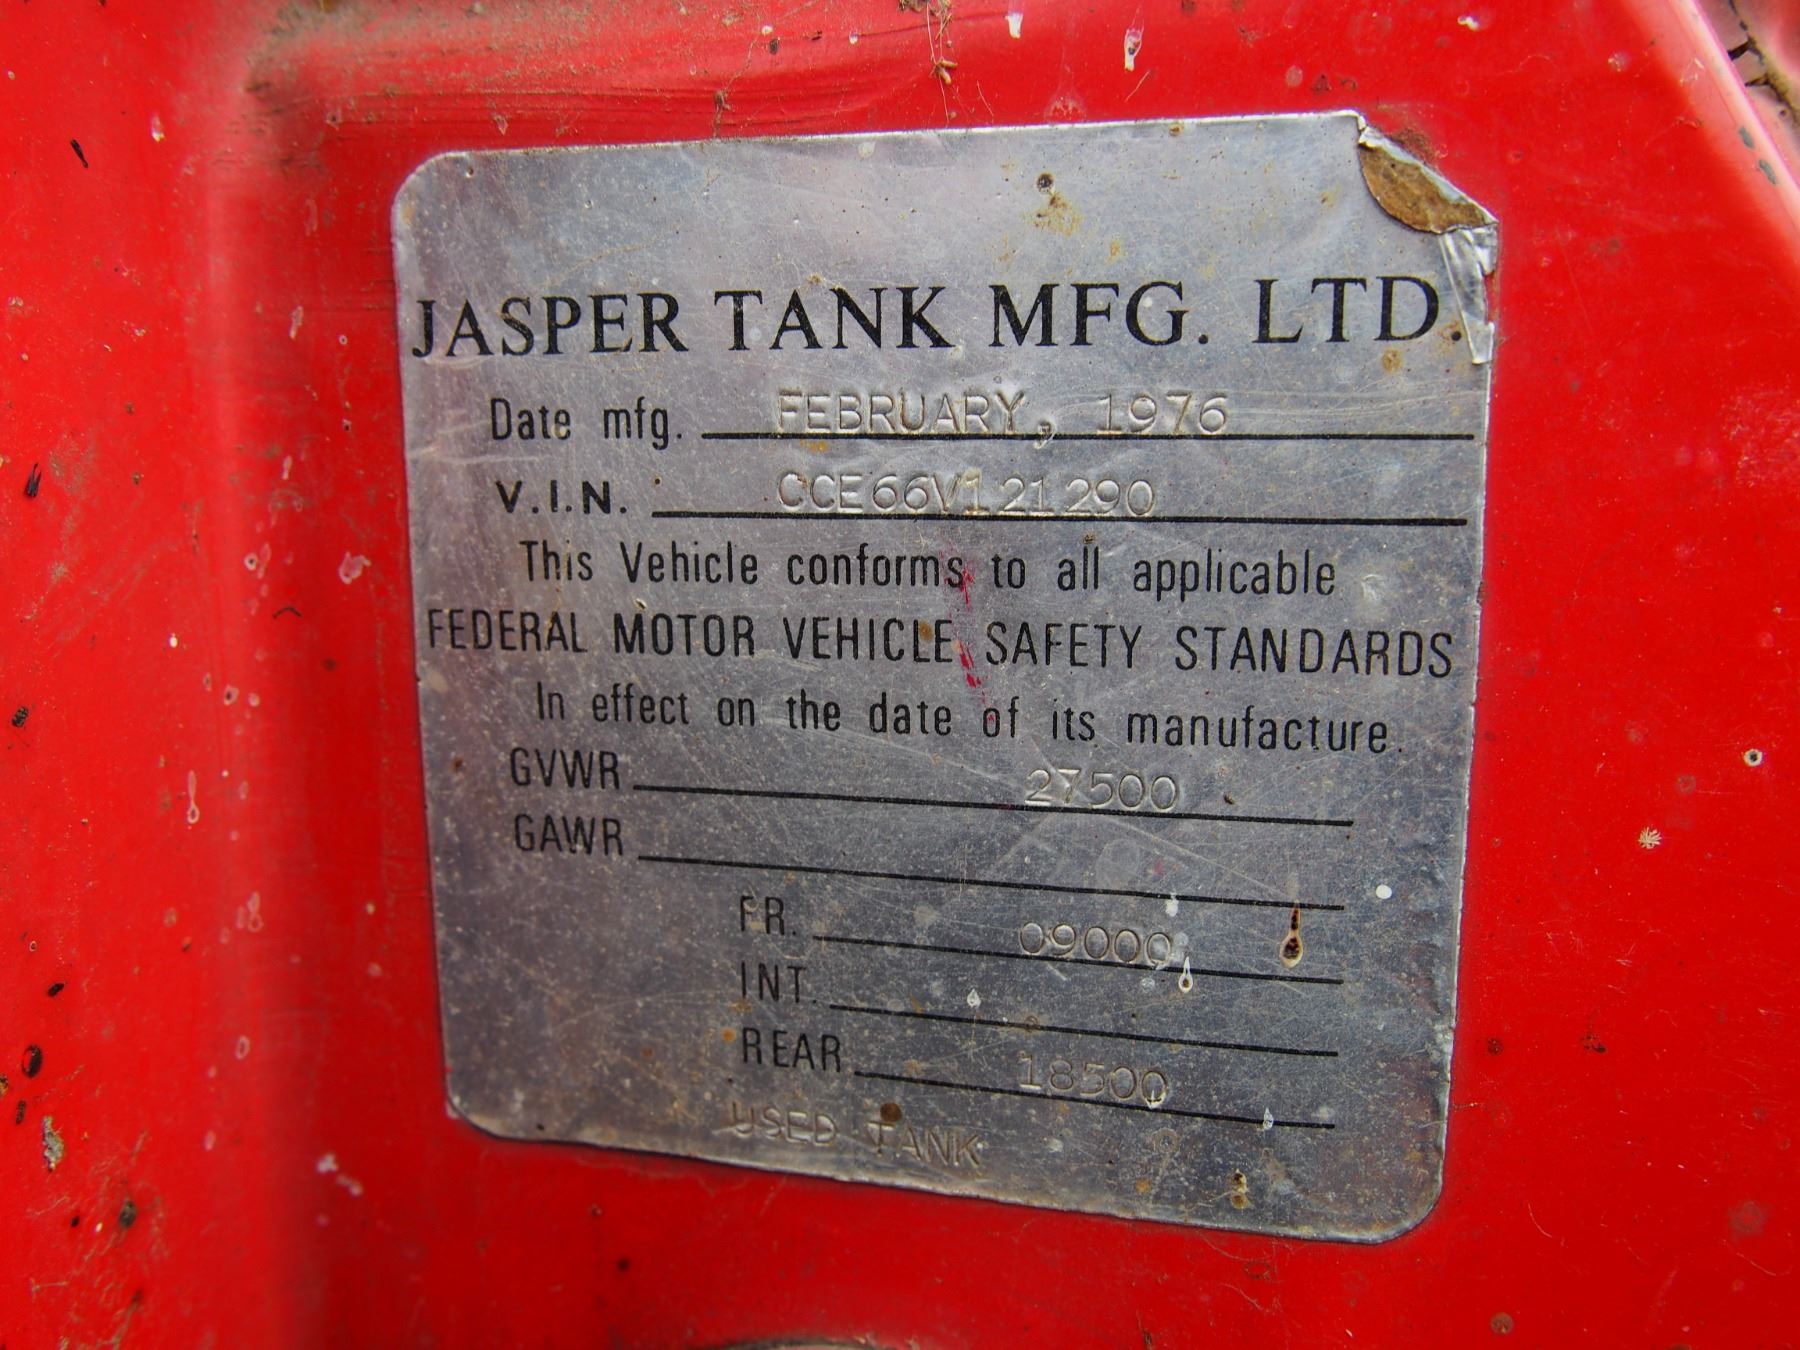 JASPER TANK MFG. LTD.
Date mfg. FEBRUARY, 1976
V.I.N. CCE66V121290
This Vehicle conforms to all applicable
FEDERAL MOTOR VEHICLE SAFETY STANDARDS
In effect on the date of its manufacture.
GVWR 27500
GAWR
FR. 09000
INT.
REAR 18500
USED TANK